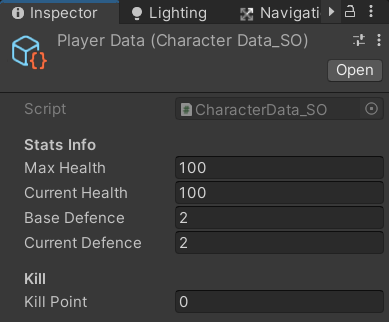 Inspector Lighting Navigati
Player Data (Character Data_SO)
Open
Script CharacterData_SO
Stats Info
Max Health 100
Current Health 100
Base Defence 2
Current Defence 2
Kill
Kill Point 0